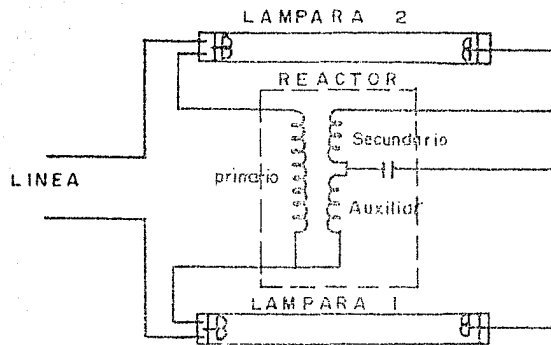 LAMPARA 2
REACTOR
Secundario
LINEA
primario
Auxiliar
LAMPARA 1